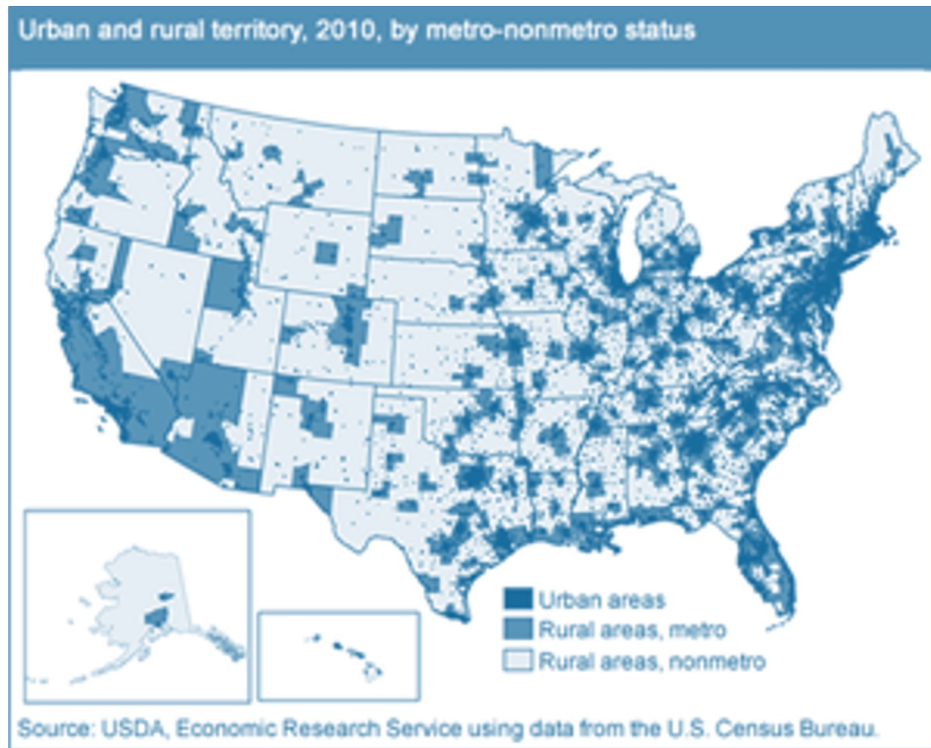 Urban and rural territory, 2010, by metro-nonmetro status
Urban areas
Rural areas, metro
Rural areas, nonmetro
Source: USDA, Economic Research Service using data from the U.S. Census Bureau.